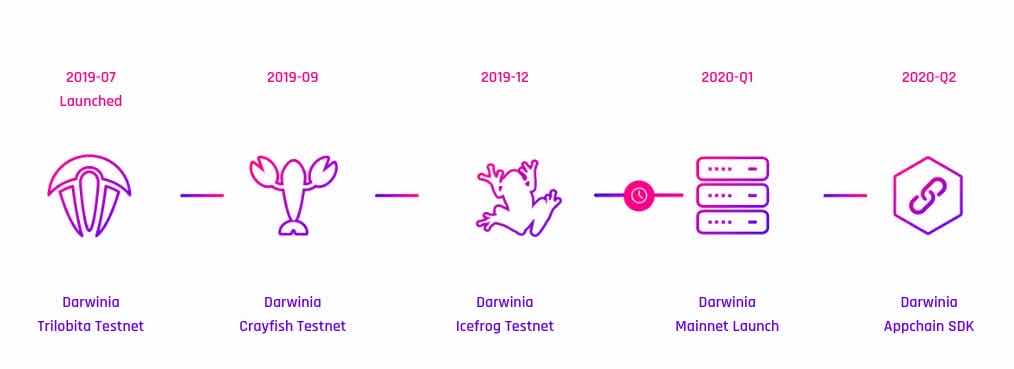 2019-07
Launched
2019-09
2019-12
2020-Q1
2020-Q2
Darwinia
Trilobita Testnet
Darwinia
Crayfish Testnet
Darwinia
Icefrog Testnet
Darwinia
Mainnet Launch
Darwinia
Appchain SDK